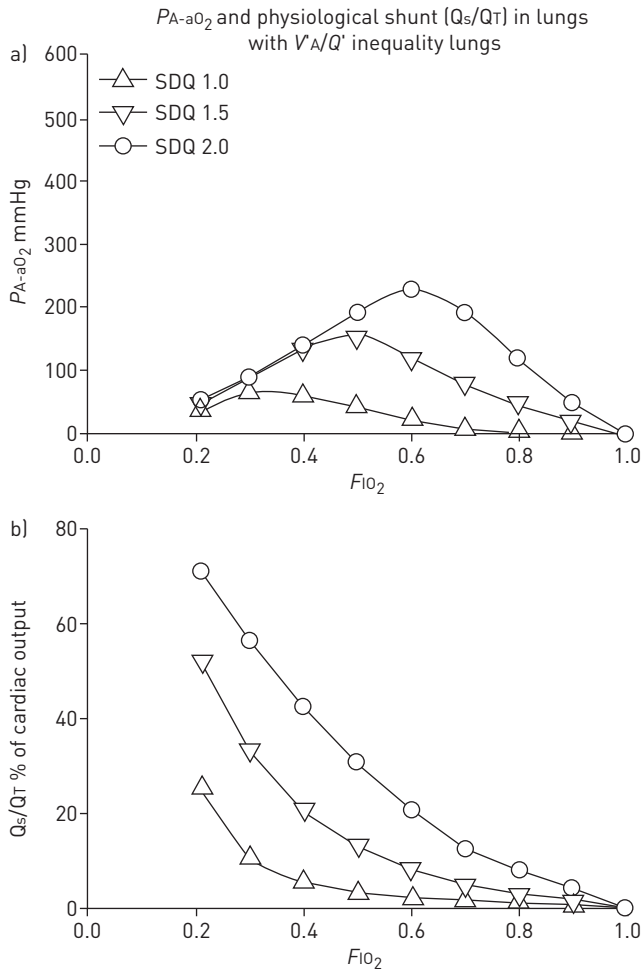 PA-aO2 and physiological shunt (Qs/QT) in lungs
with V'A/Q' inequality lungs
a)
SDQ 1.0
SDQ 1.5
SDQ 2.0
600
500
400
300
200
100
0
PA-aO2 mmHg
0.0 0.2 0.4 0.6 0.8 1.0
FIO2
b)
80
60
40
20
0
Qs/QT % of cardiac output
0.0 0.2 0.4 0.6 0.8 1.0
FIO2